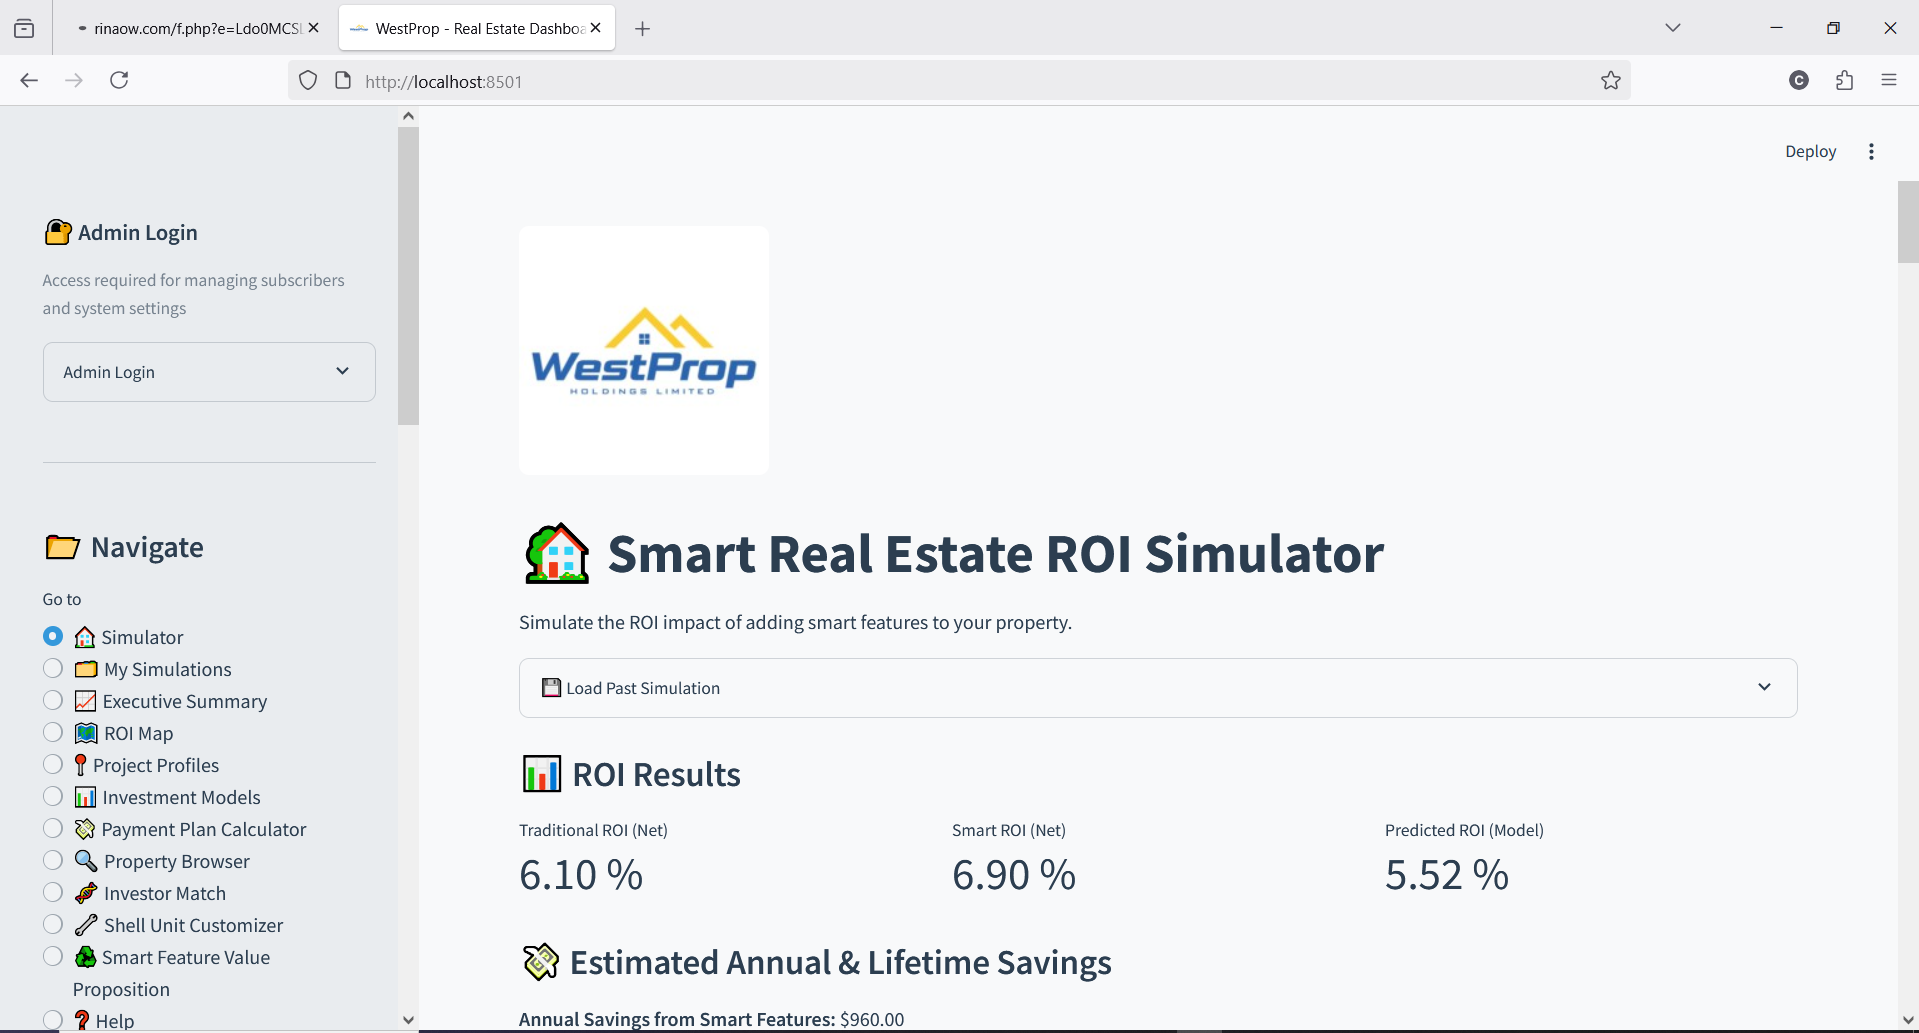 rinaow.com/f.php?e=Ldo0MCS
WestProp - Real Estate Dashboa
http://localhost:8501
C
Deploy
Admin Login
Access required for managing subscribers
and system settings
Admin Login
Navigate
Go to
Simulator
My Simulations
Executive Summary
ROI Map
Project Profiles
Investment Models
Payment Plan Calculator
Property Browser
Investor Match
Shell Unit Customizer
Smart Feature Value
Proposition
Help
WestProp
HOLDINGS LIMITED
Smart Real Estate ROI Simulator
Simulate the ROI impact of adding smart features to your property.
Load Past Simulation
ROI Results
Traditional ROI (Net)
6.10 %
Smart ROI (Net)
6.90 %
Predicted ROI (Model)
5.52 %
Estimated Annual & Lifetime Savings
Annual Savings from Smart Features: $960.00